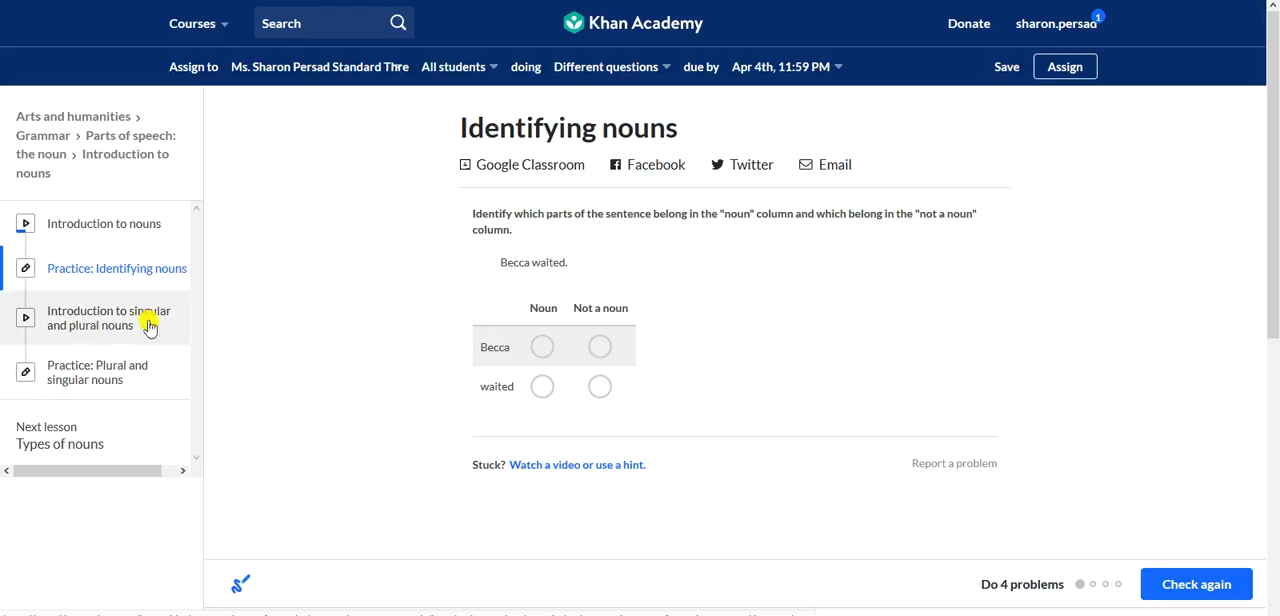 Courses Search Khan Academy Donate sharon.persad 1
Assign to Ms. Sharon Persad Standard Thre All students doing Different questions due by Apr 4th, 11:59 PM Save Assign
Arts and humanities ›
Grammar › Parts of speech:
the noun › Introduction to
nouns
Introduction to nouns
Practice: Identifying nouns
Introduction to singular
and plural nouns
Practice: Plural and
singular nouns
Next lesson
Types of nouns
Identifying nouns
Google Classroom Facebook Twitter Email
Identify which parts of the sentence belong in the "noun" column and which belong in the "not a noun"
column.
Becca waited.
Noun Not a noun
Becca
waited
Stuck? Watch a video or use a hint. Report a problem
Do 4 problems Check again